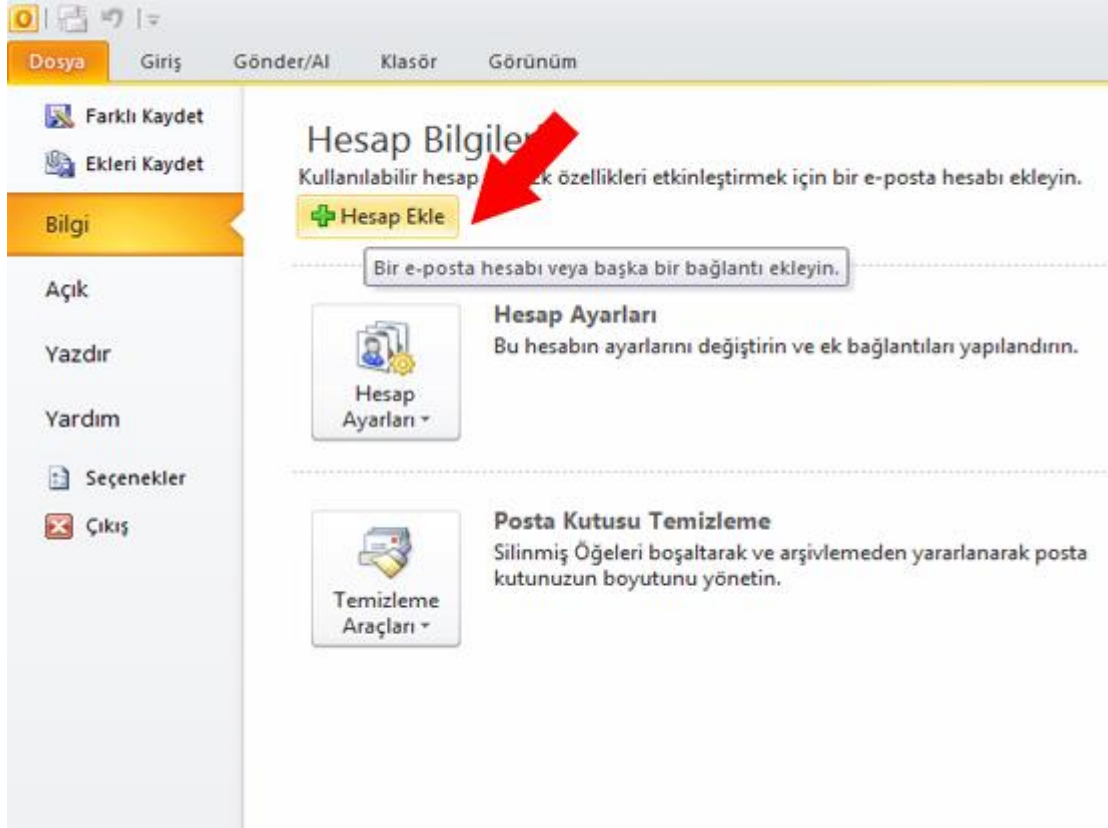 Dosya Giriş Gönder/Al Klasör Görünüm
Farklı Kaydet
Ekleri Kaydet
Bilgi
Açık
Yazdır
Yardım
Seçenekler
Çıkış
Hesap
Kullanılabilir hesap özellikleri etkinleştirmek için bir e-posta hesabı ekleyin.
Hesap Ekle
Bir e-posta hesabı veya başka bir bağlantı ekleyin.
Hesap Ayarları
Bu hesabın ayarlarını değiştirin ve ek bağlantıları yapılandırın.
Hesap
Ayarları
Posta Kutusu Temizleme
Silinmiş Öğeleri boşaltarak ve arşivlemeden yararlanarak posta
kutunuzun boyutunu yönetin.
Temizleme
Araçları